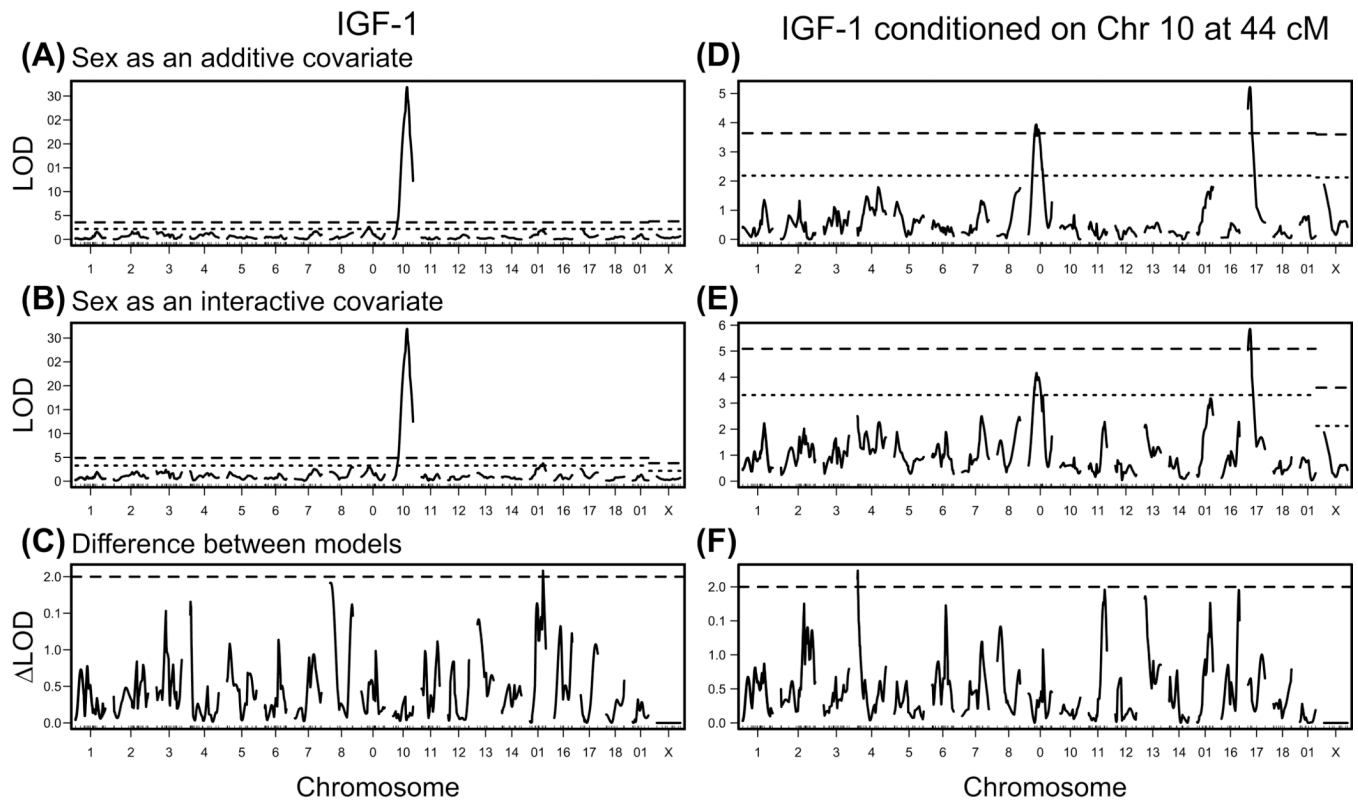 IGF-1
IGF-1 conditioned on Chr 10 at 44 cM
(A) Sex as an additive covariate
LOD
30
02
20
01
10
5
0
1 2 3 4 5 6 7 8 0 10 11 12 13 14 01 16 17 18 01 X
(D)
5
4
3
2
1
0
1 2 3 4 5 6 7 8 0 10 11 12 13 14 01 16 17 18 01 X
(B) Sex as an interactive covariate
LOD
30
02
20
01
10
5
0
1 2 3 4 5 6 7 8 0 10 11 12 13 14 01 16 17 18 01 X
(E)
6
5
4
3
2
1
0
1 2 3 4 5 6 7 8 0 10 11 12 13 14 01 16 17 18 01 X
(C) Difference between models
ΔLOD
2.0
0.1
1.0
0.5
0.0
1 2 3 4 5 6 7 8 0 10 11 12 13 14 01 16 17 18 01 X
Chromosome
(F)
2.0
0.1
1.0
0.5
0.0
1 2 3 4 5 6 7 8 0 10 11 12 13 14 01 16 17 18 01 X
Chromosome